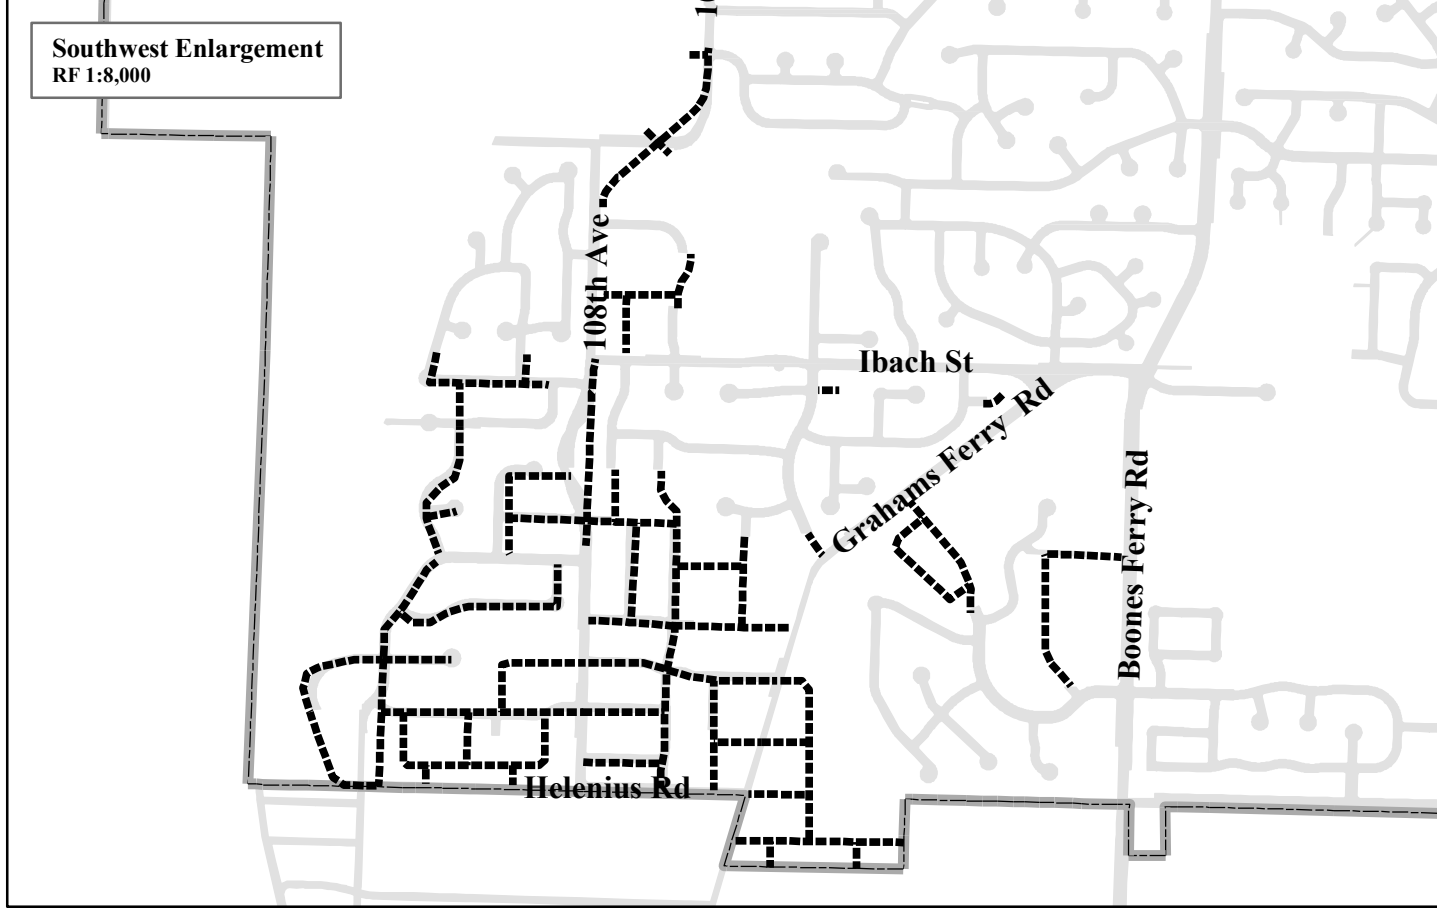 Southwest Enlargement
RF 1:8,000
108th Ave
Ibach St
Grahams Ferry Rd
Boones Ferry Rd
Helenius Rd